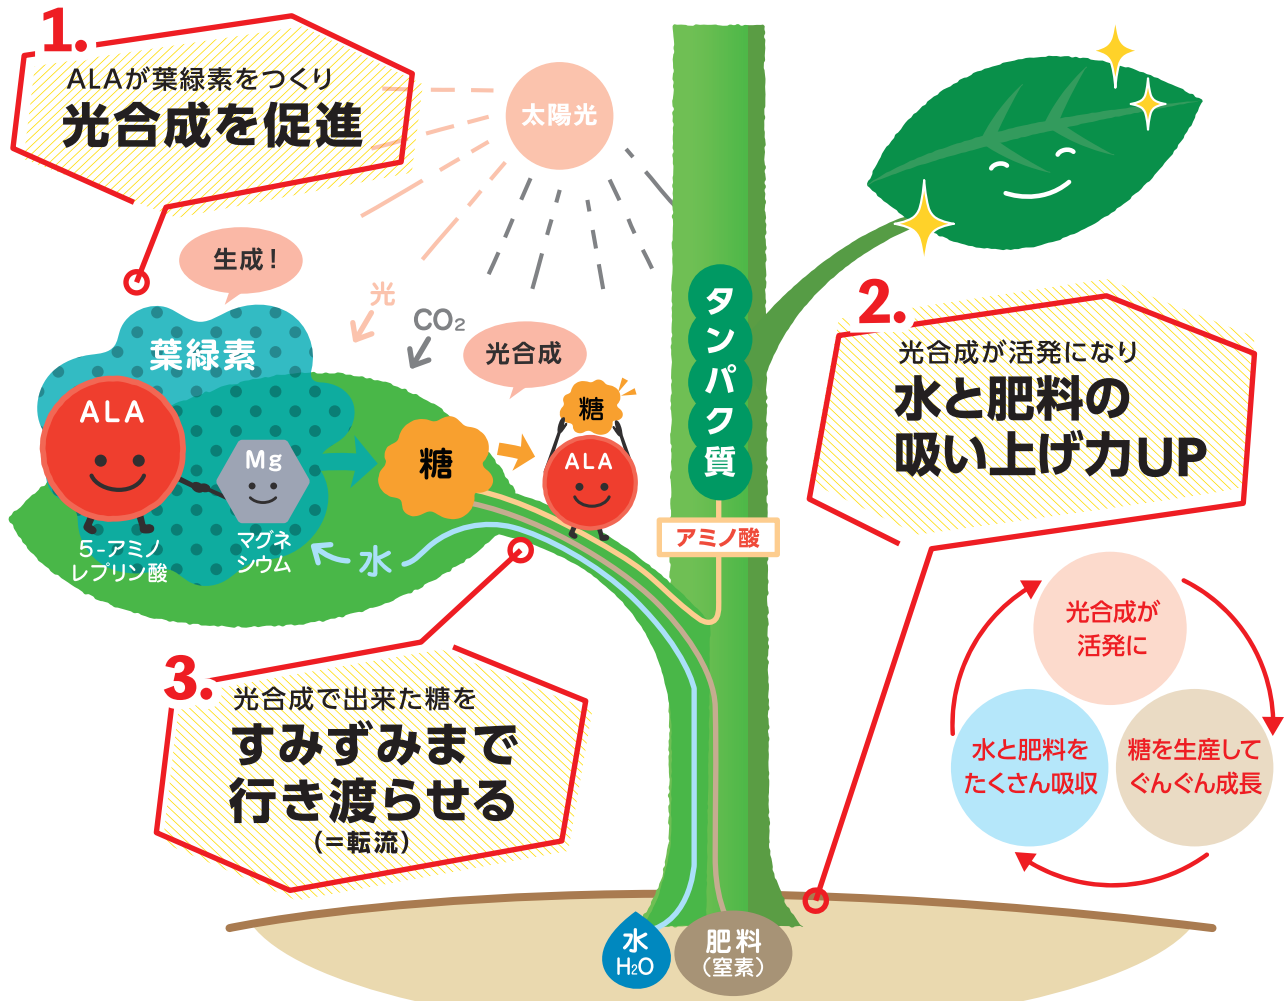 1.
ALAが葉緑素をつくり
光合成を促進
太陽光
生成！
光
CO₂
光合成
葉緑素
ALA
Mg
5-アミノ
レブリン酸
マグネ
シウム
水
糖
糖
ALA
タンパク質
アミノ酸
2.
光合成が活発になり
水と肥料の
吸い上げ力UP
3.
光合成で出来た糖を
すみずみまで
行き渡らせる
（＝転流）
光合成が
活発に
水と肥料を
たくさん吸収
糖を生産して
ぐんぐん成長
水
H₂O
肥料
（窒素）